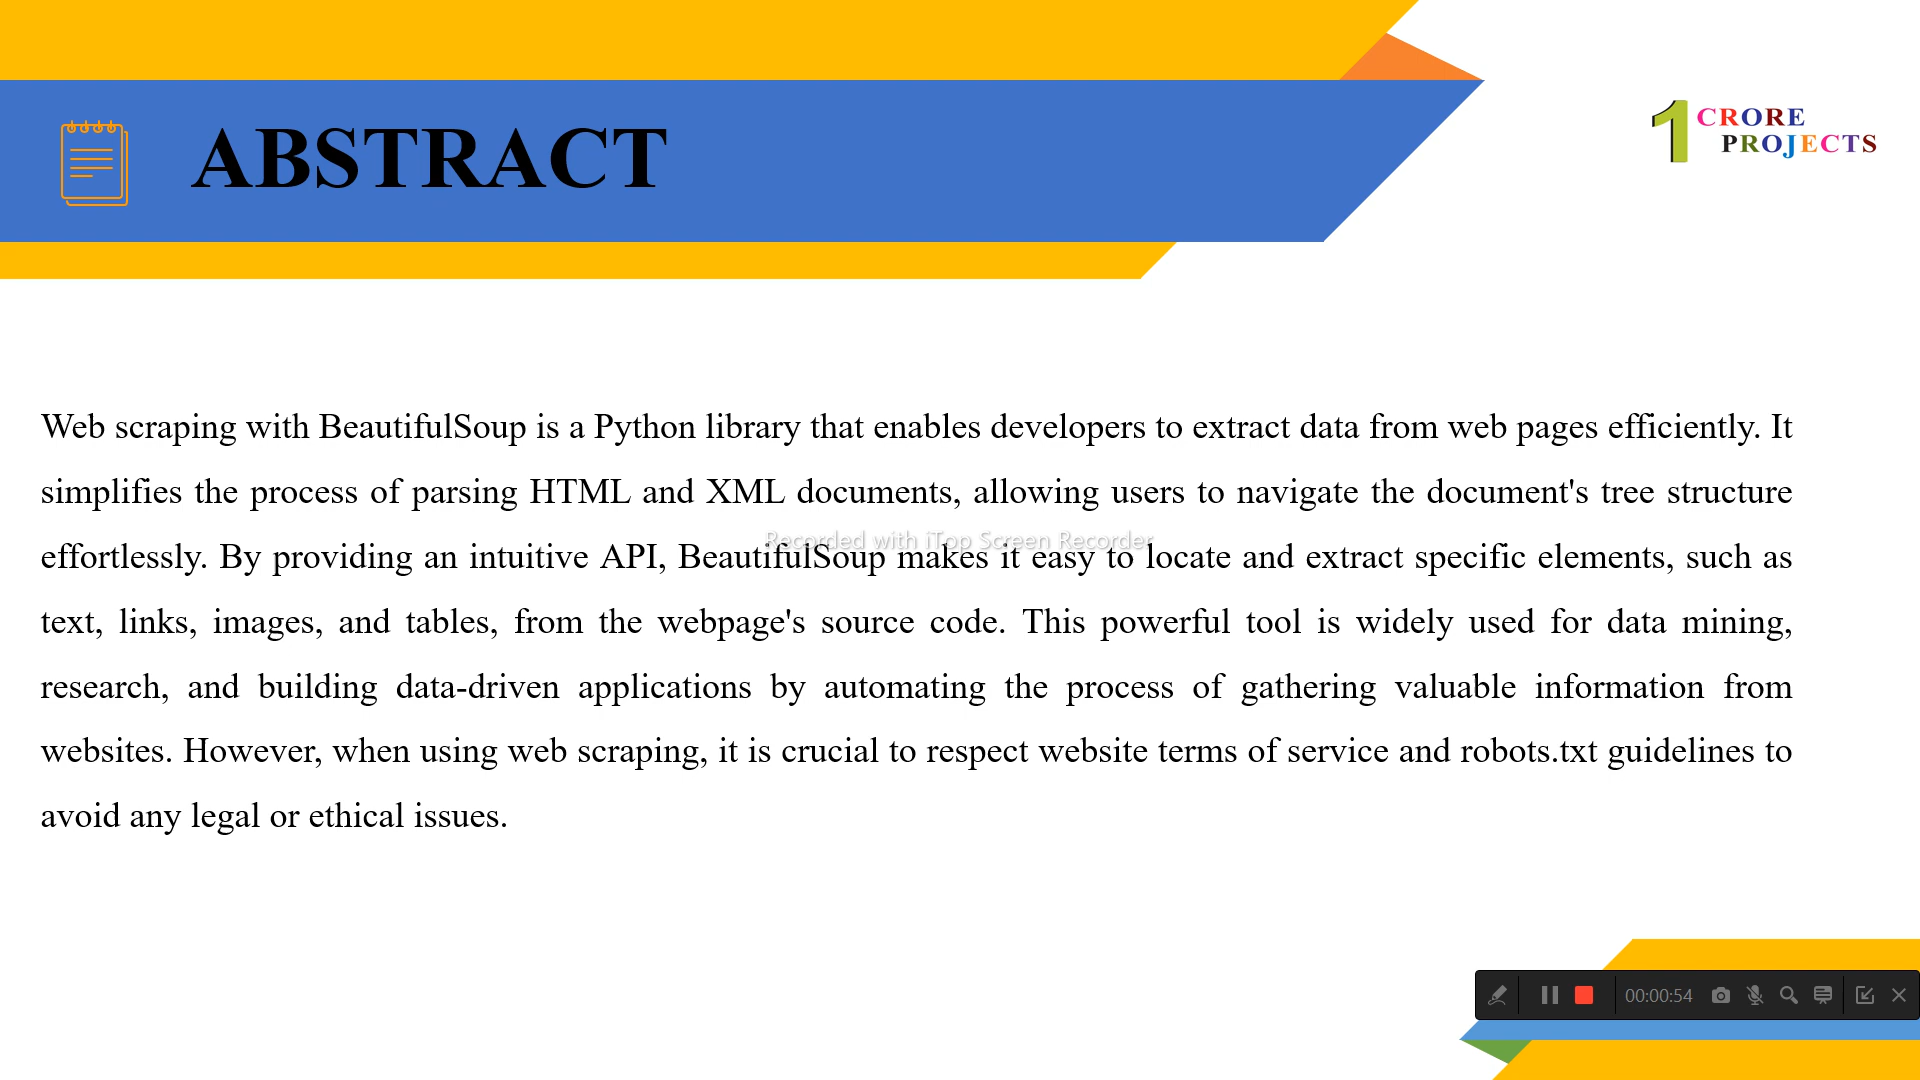 ABSTRACT
1 CRORE
PROJECTS
Web scraping with BeautifulSoup is a Python library that enables developers to extract data from web pages efficiently. It
simplifies the process of parsing HTML and XML documents, allowing users to navigate the document's tree structure
Recorded with iTop Screen Recorder
effortlessly. By providing an intuitive API, BeautifulSoup makes it easy to locate and extract specific elements, such as
text, links, images, and tables, from the webpage's source code. This powerful tool is widely used for data mining,
research, and building data-driven applications by automating the process of gathering valuable information from
websites. However, when using web scraping, it is crucial to respect website terms of service and robots.txt guidelines to
avoid any legal or ethical issues.
00:00:54